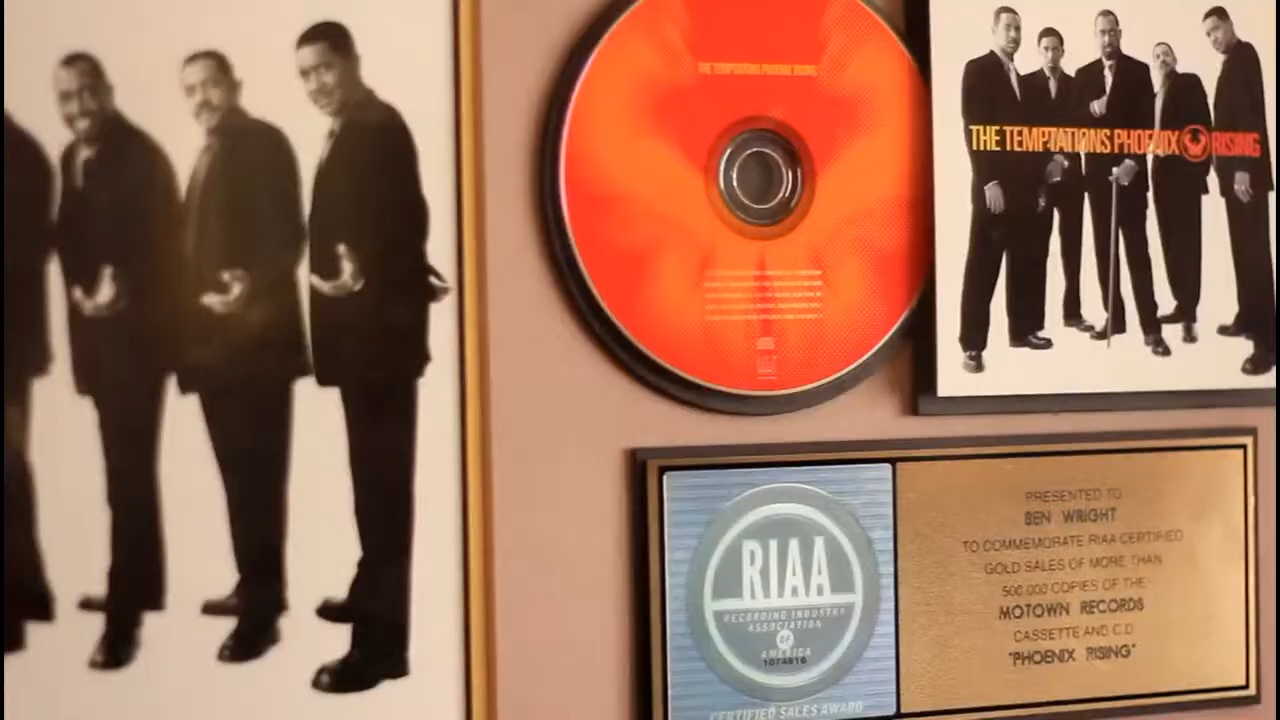 THE TEMPTATIONS PHOENIX RISING
THE TEMPTATIONS PHOENIX RISING
RIAA
RECORDING INDUSTRY
ASSOCIATION
OF
AMERICA
1074816
CERTIFIED SALES AWARD
PRESENTED TO
BEN WRIGHT
TO COMMEMORATE RIAA CERTIFIED
GOLD SALES OF MORE THAN
500,000 COPIES OF THE
MOTOWN RECORDS
CASSETTE AND C.D.
"PHOENIX RISING"